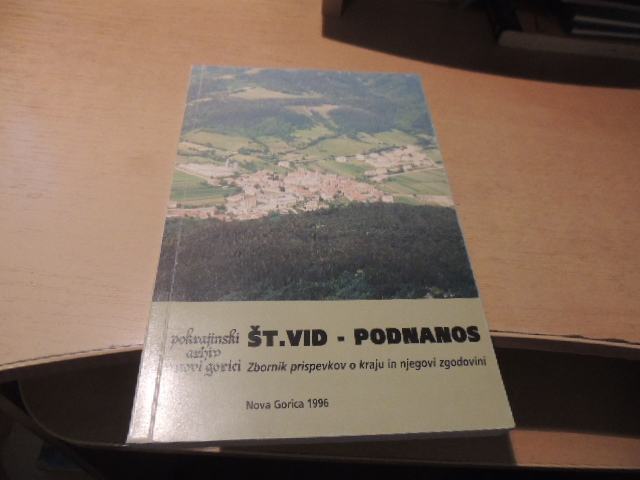 pokrajinski
arhiv
novi gorici
ŠT.VID - PODNANOS
Zbornik prispevkov o kraju in njegovi zgodovini
Nova Gorica 1996